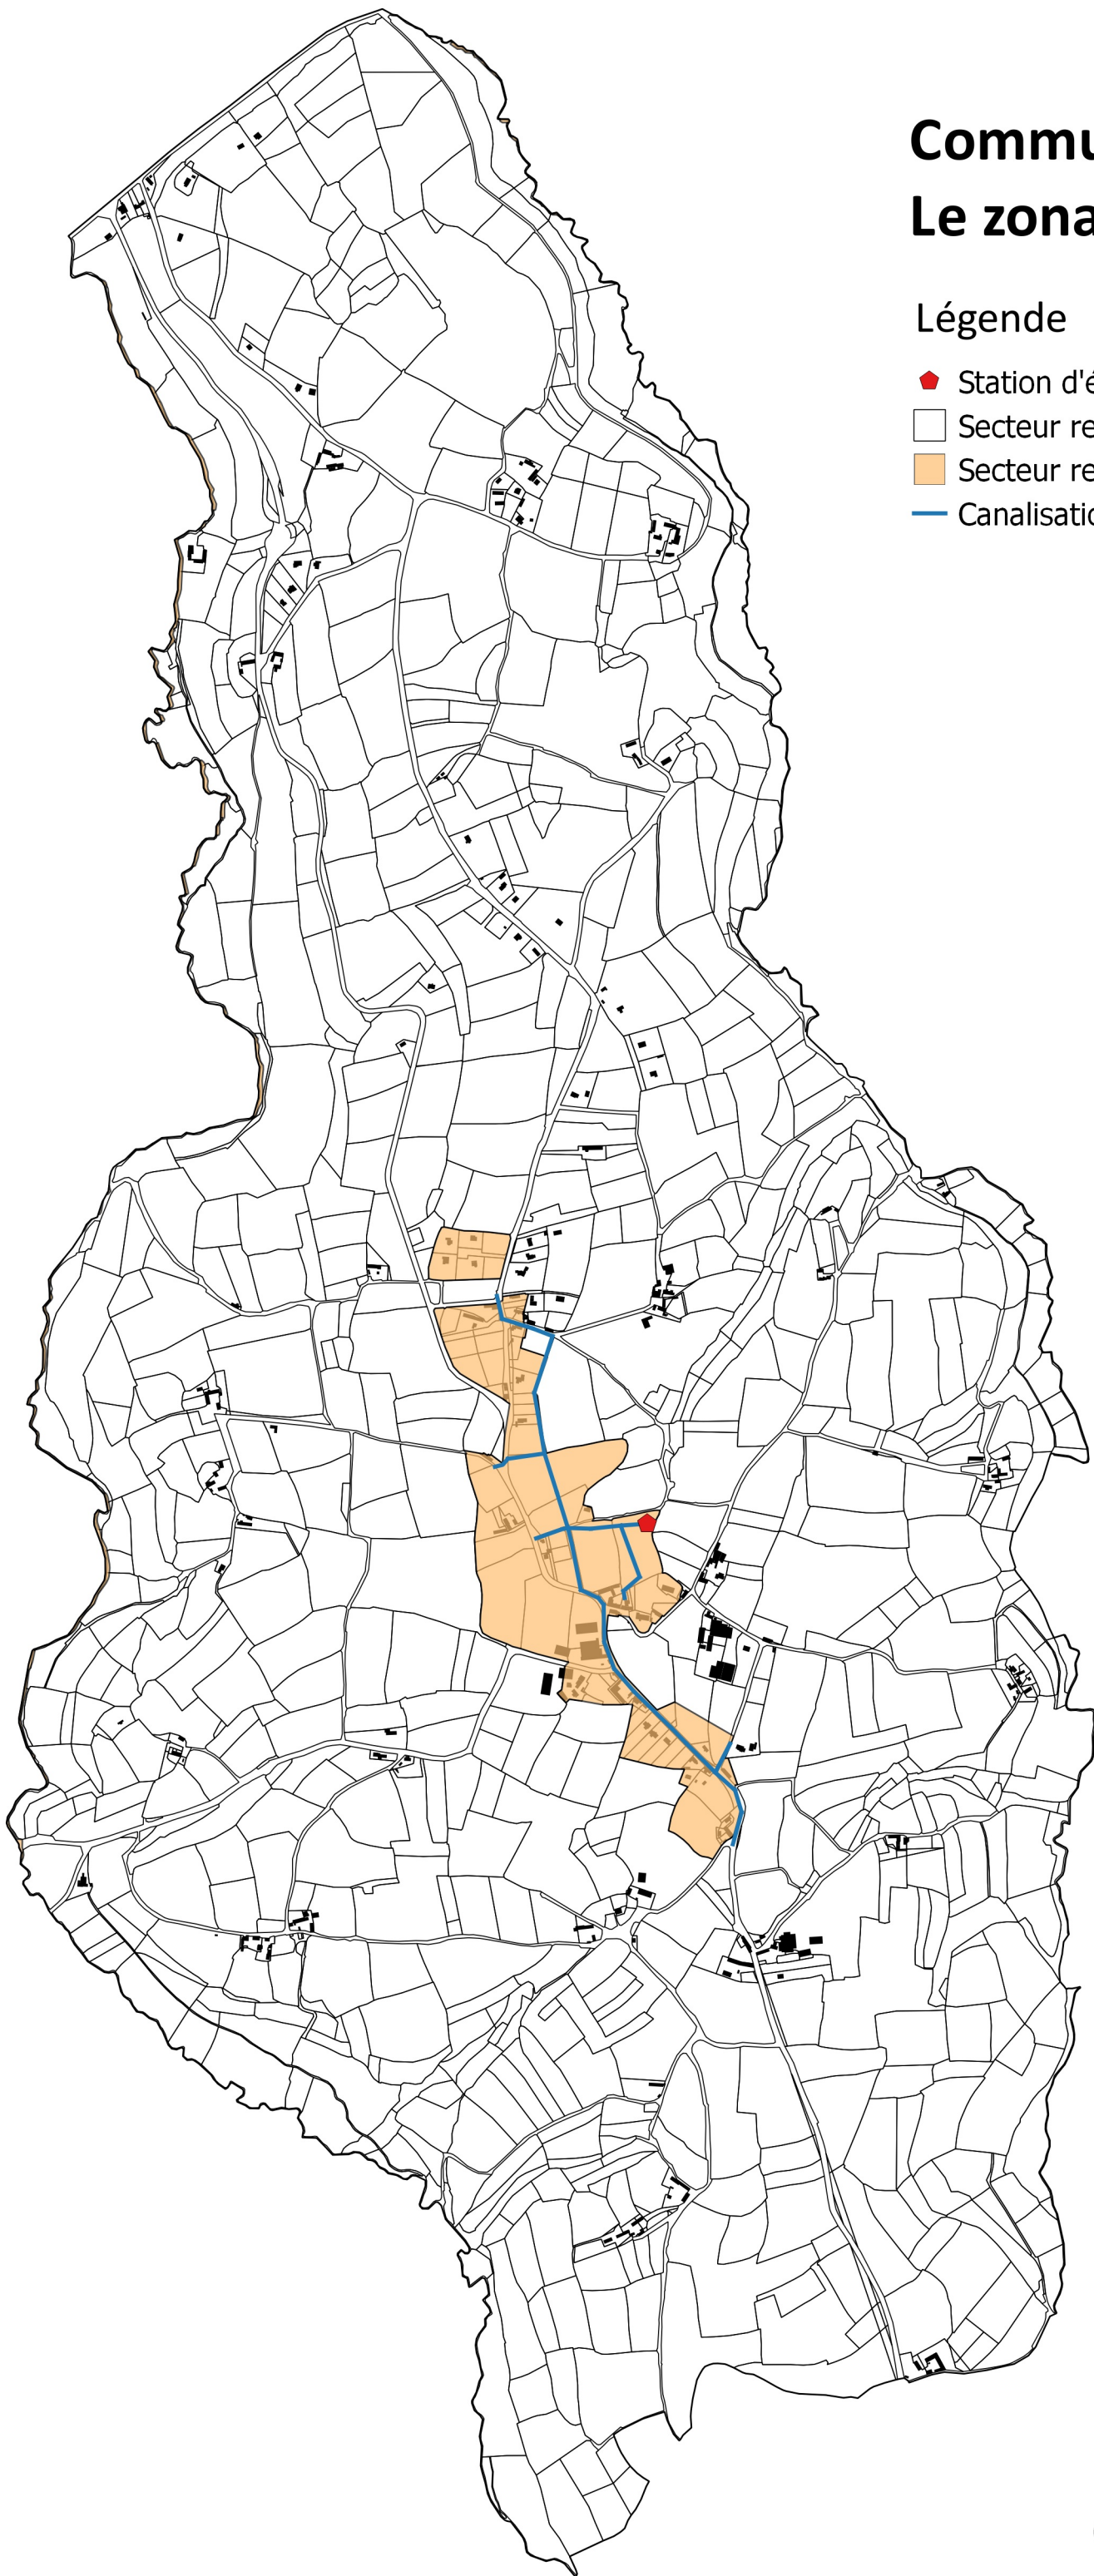 Commu
Le zona
Légende
Station d'é
Secteur re
Secteur re
Canalisatio